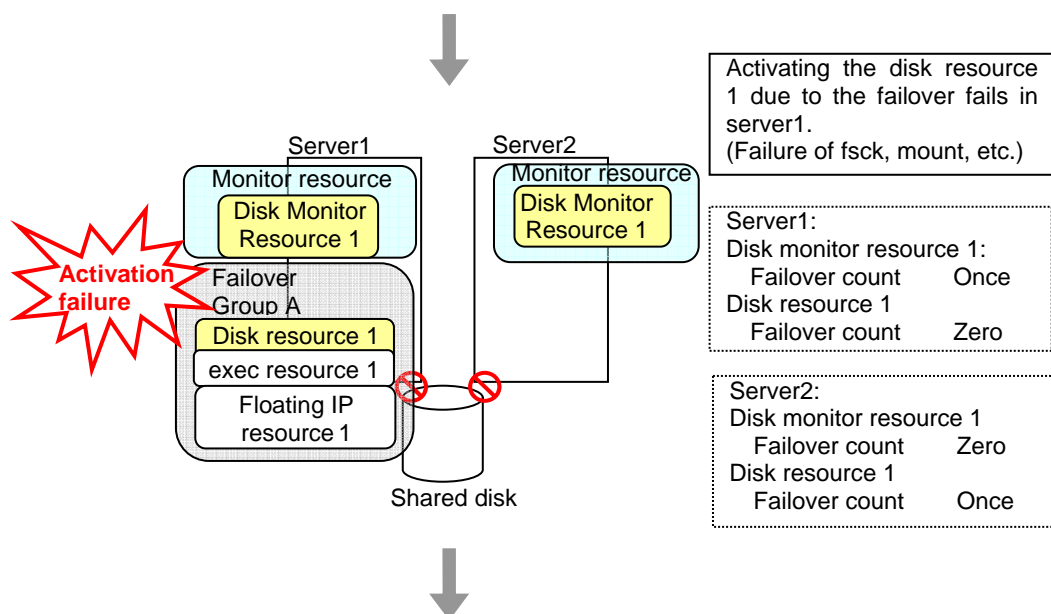 Activating the disk resource
1 due to the failover fails in
server1.
(Failure of fsck, mount, etc.)
Server1
Server2
Monitor resource
Disk Monitor
Resource 1
Monitor resource
Disk Monitor
Resource 1
Activation
failure
Failover
Group A
Disk resource 1
exec resource 1
Floating IP
resource 1
Shared disk
Server1:
Disk monitor resource 1:
Failover count Once
Disk resource 1
Failover count Zero
Server2:
Disk monitor resource 1
Failover count Zero
Disk resource 1
Failover count Once